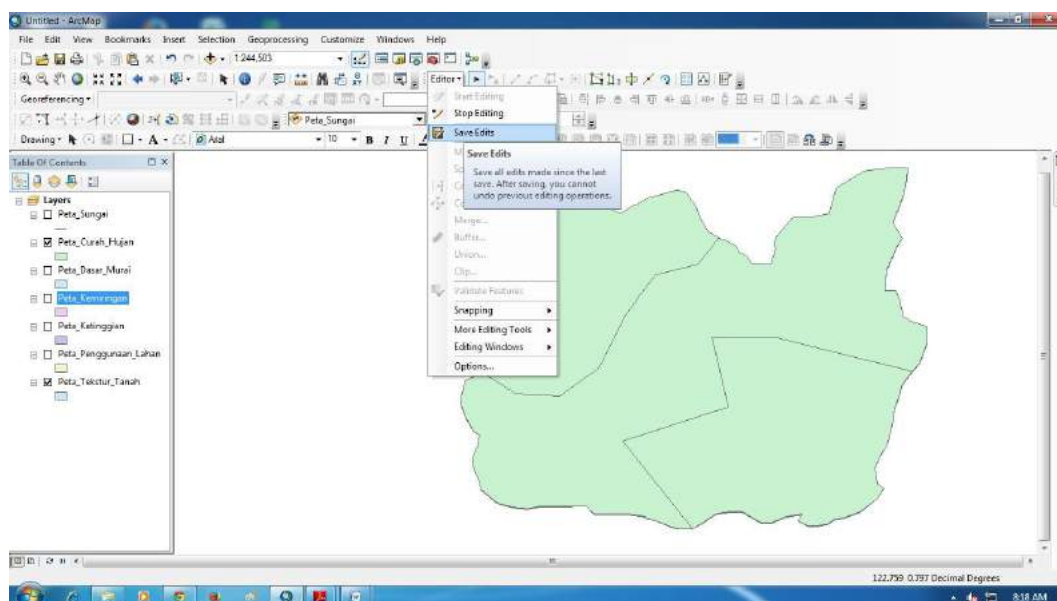 Untitled - ArcMap
File Edit View Bookmarks Insert Selection Geoprocessing Customize Windows Help
1:244,503
Editor
Georeferencing
Peta_Sungai
Drawing A Arial 10 B I U A
Start Editing
Stop Editing
Save Edits
Save Edits
Save all edits made since the last
save. After saving, you cannot
undo previous editing operations.
Merge...
Buffer...
Union...
Clip...
Validate Features
Snapping
More Editing Tools
Editing Windows
Options...
Table Of Contents
Layers
Peta_Sungai
Peta_Curah_Hujan
Peta_Dasar_Murai
Peta_Kemiringan
Peta_Ketinggian
Peta_Penggunaan_Lahan
Peta_Tekstur_Tanah
122.759 0.797 Decimal Degrees
8:18 AM